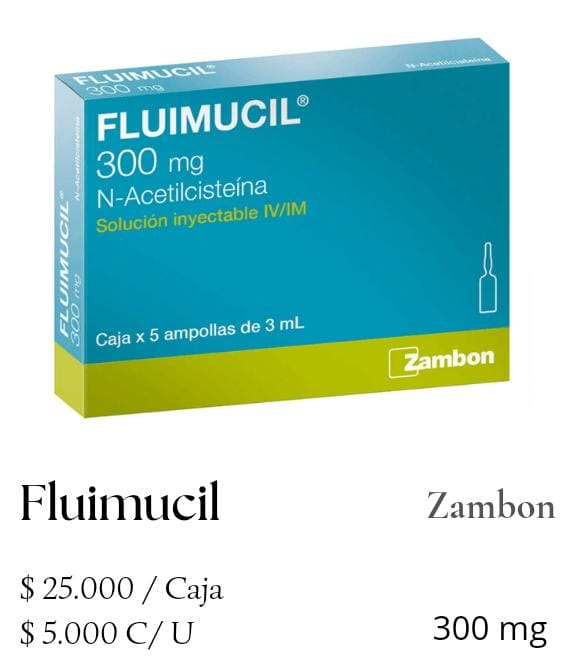 FLUIMUCIL®
300 mg
N-Acetilcisteína
FLUIMUCIL®
300 mg
N-Acetilcisteína
Solución inyectable IV/IM
Caja x 5 ampollas de 3 mL
Zambon
FLUIMUCIL®
300 mg
N-Acetilcisteína
Fluimucil
Zambon
$ 25.000 / Caja
$ 5.000 C/ U
300 mg